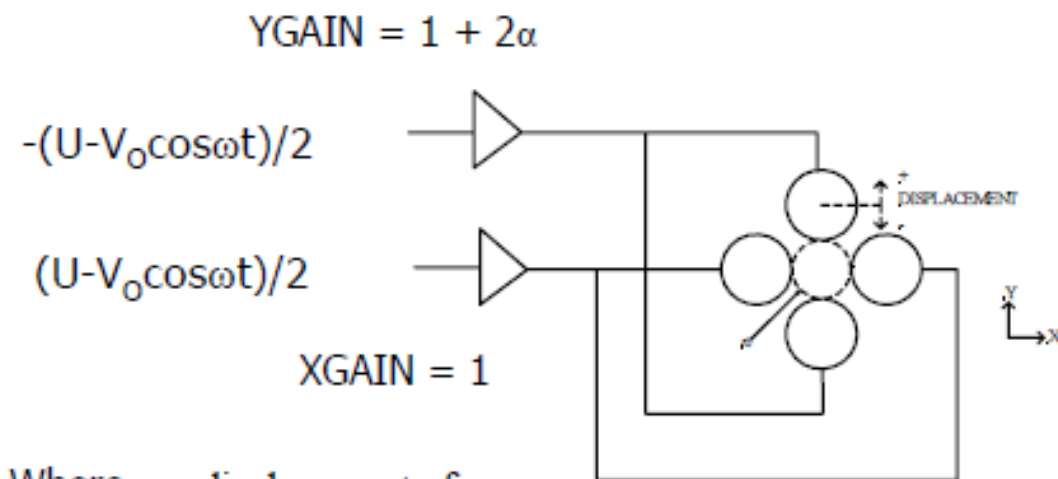 YGAIN = 1 + 2α
-(U-V₀cosωt)/2
DISPLACEMENT
(U-V₀cosωt)/2
Y
X
XGAIN = 1